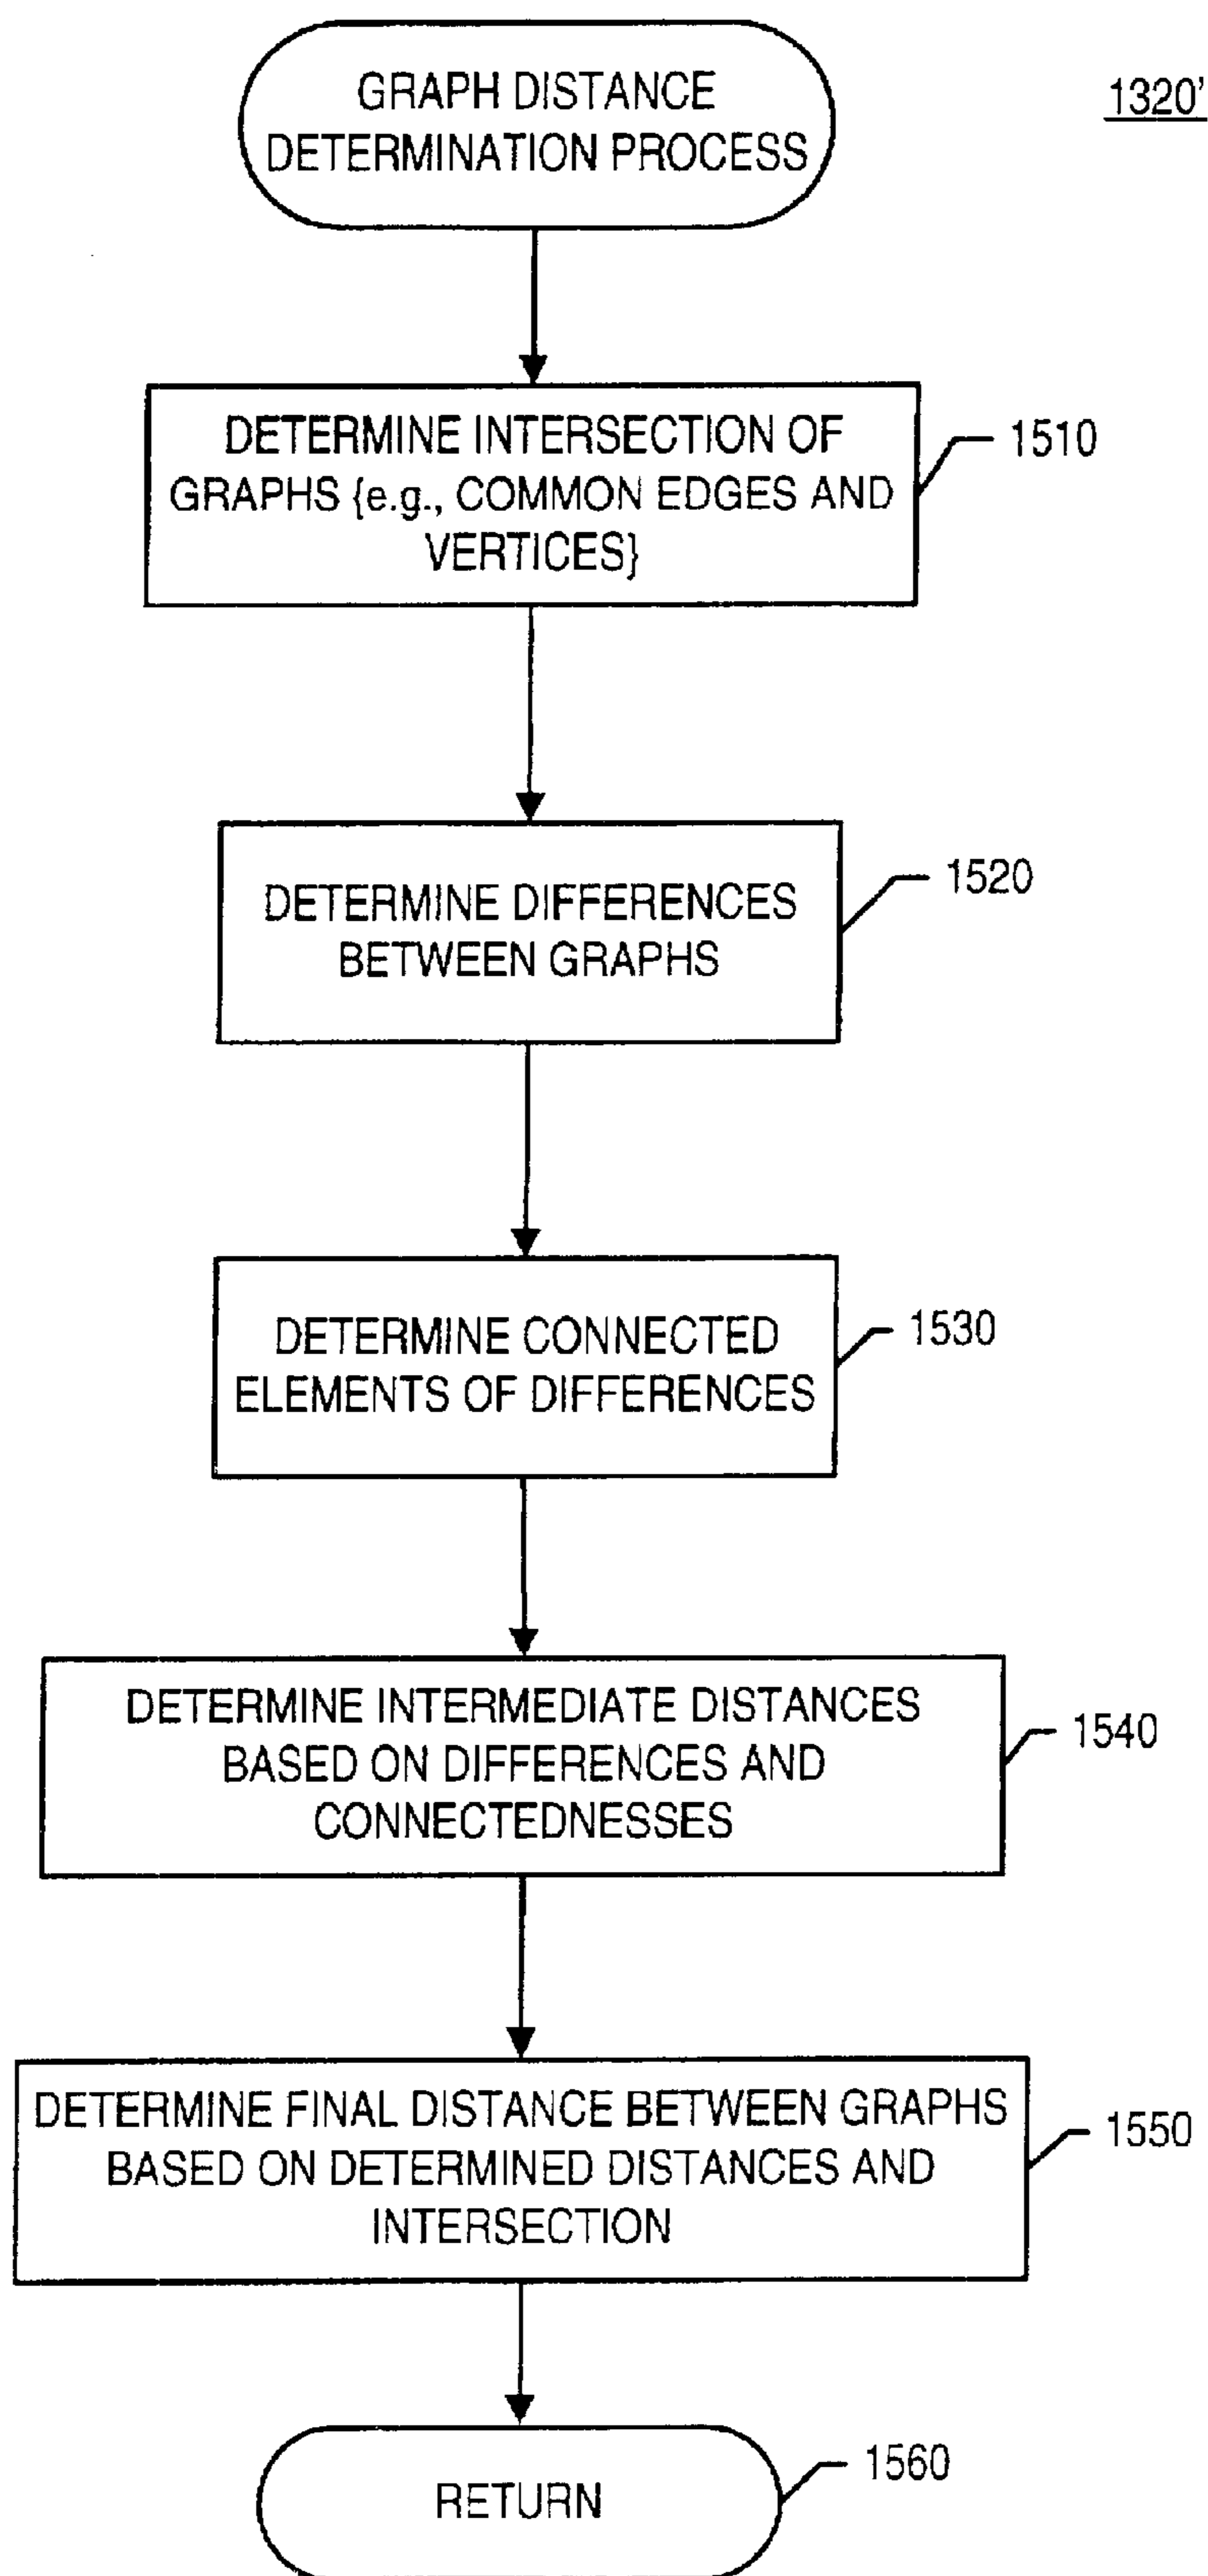 GRAPH DISTANCE
DETERMINATION PROCESS
1320'
DETERMINE INTERSECTION OF
GRAPHS {e.g., COMMON EDGES AND
VERTICES}
1510
DETERMINE DIFFERENCES
BETWEEN GRAPHS
1520
DETERMINE CONNECTED
ELEMENTS OF DIFFERENCES
1530
DETERMINE INTERMEDIATE DISTANCES
BASED ON DIFFERENCES AND
CONNECTEDNESSES
1540
DETERMINE FINAL DISTANCE BETWEEN GRAPHS
BASED ON DETERMINED DISTANCES AND
INTERSECTION
1550
RETURN
1560